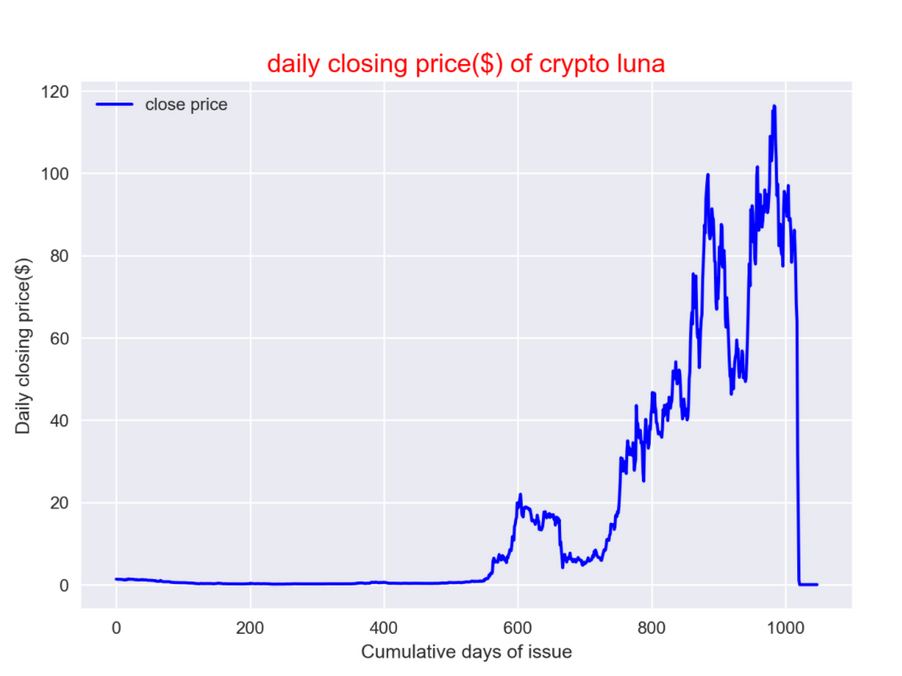 daily closing price($) of crypto luna
close price
Daily closing price($)
120
100
80
60
40
20
0
0 200 400 600 800 1000
Cumulative days of issue